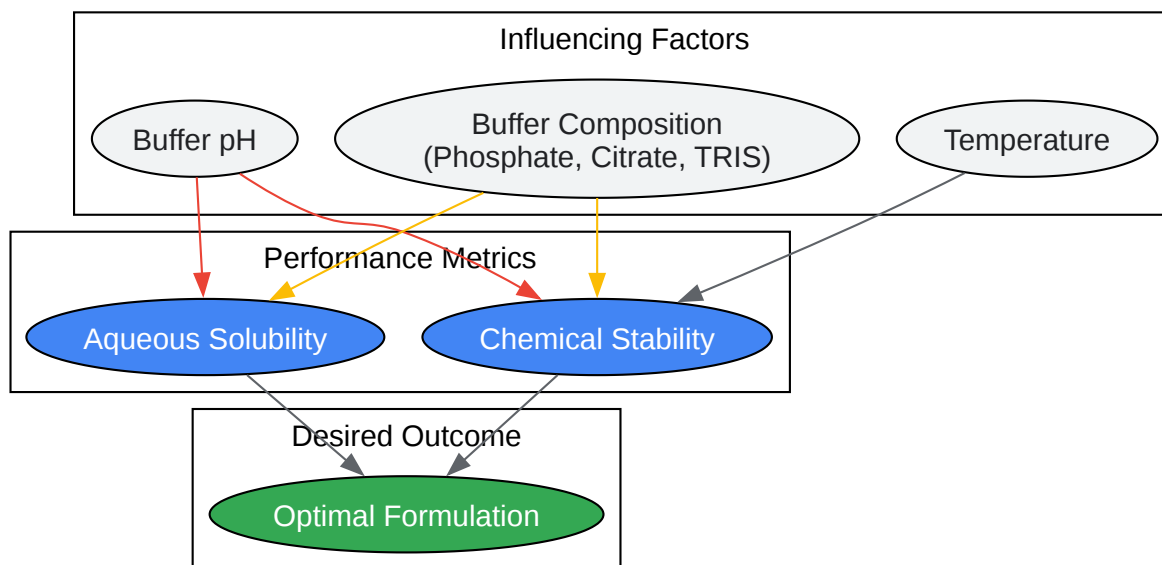 Influencing Factors
Buffer pH
Buffer Composition
(Phosphate, Citrate, TRIS)
Temperature
Performance Metrics
Aqueous Solubility
Chemical Stability
Desired Outcome
Optimal Formulation